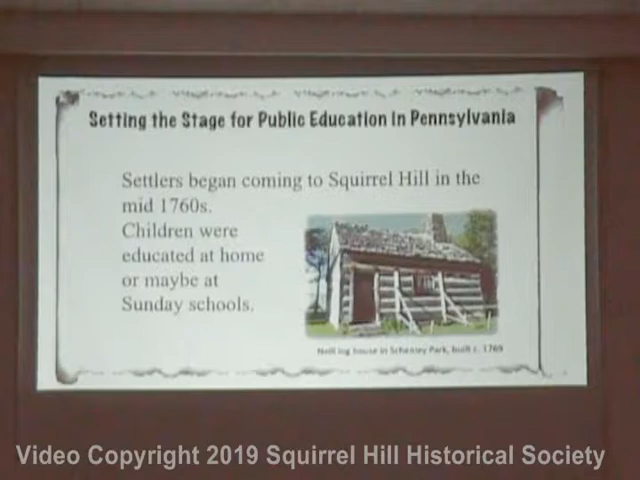 Setting the Stage for Public Education in Pennsylvania
Settlers began coming to Squirrel Hill in the
mid 1760s.
Children were
educated at home
or maybe at
Sunday schools.
house in Schenley Park, built c. 1769
Video Copyright 2019 Squirrel Hill Historical Society